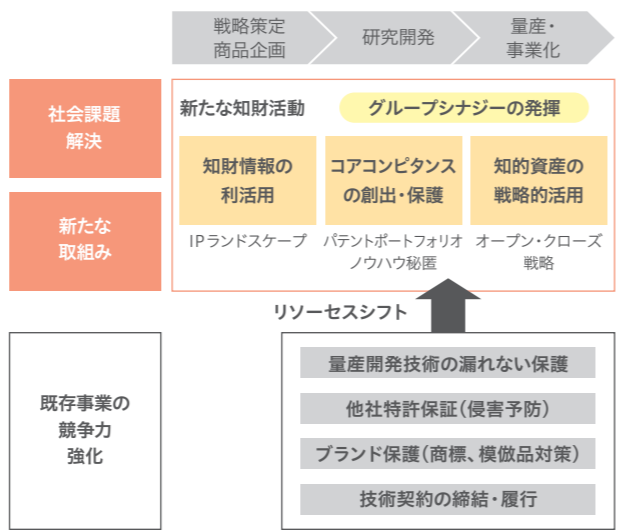 戦略策定
商品企画
研究開発
量産・
事業化
社会課題
解決
新たな
取組み
新たな知財活動
グループシナジーの発揮
知財情報の
利活用
コアコンピタンス
の創出・保護
知的資産の
戦略的活用
IPランドスケープ
パテントポートフォリオ
ノウハウ秘匿
オープン・クローズ
戦略
リソーセスシフト
既存事業の
競争力
強化
量産開発技術の漏れない保護
他社特許保証(侵害予防)
ブランド保護(商標、模倣品対策)
技術契約の締結・履行